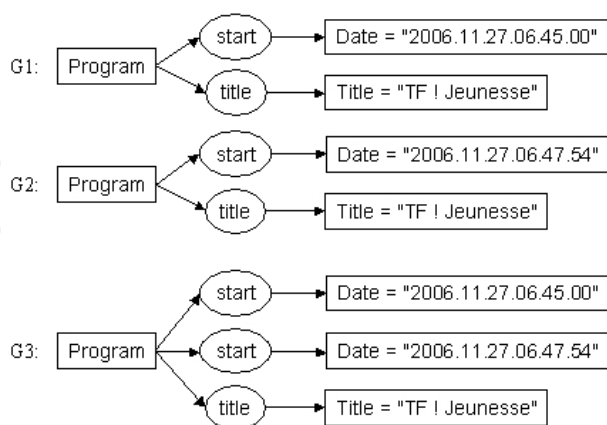 start Date = "2006.11.27.06.45.00"
G1: Program
title Title = "TF ! Jeunesse"
start Date = "2006.11.27.06.47.54"
G2: Program
title Title = "TF ! Jeunesse"
start Date = "2006.11.27.06.45.00"
G3: Program start Date = "2006.11.27.06.47.54"
title Title = "TF ! Jeunesse"